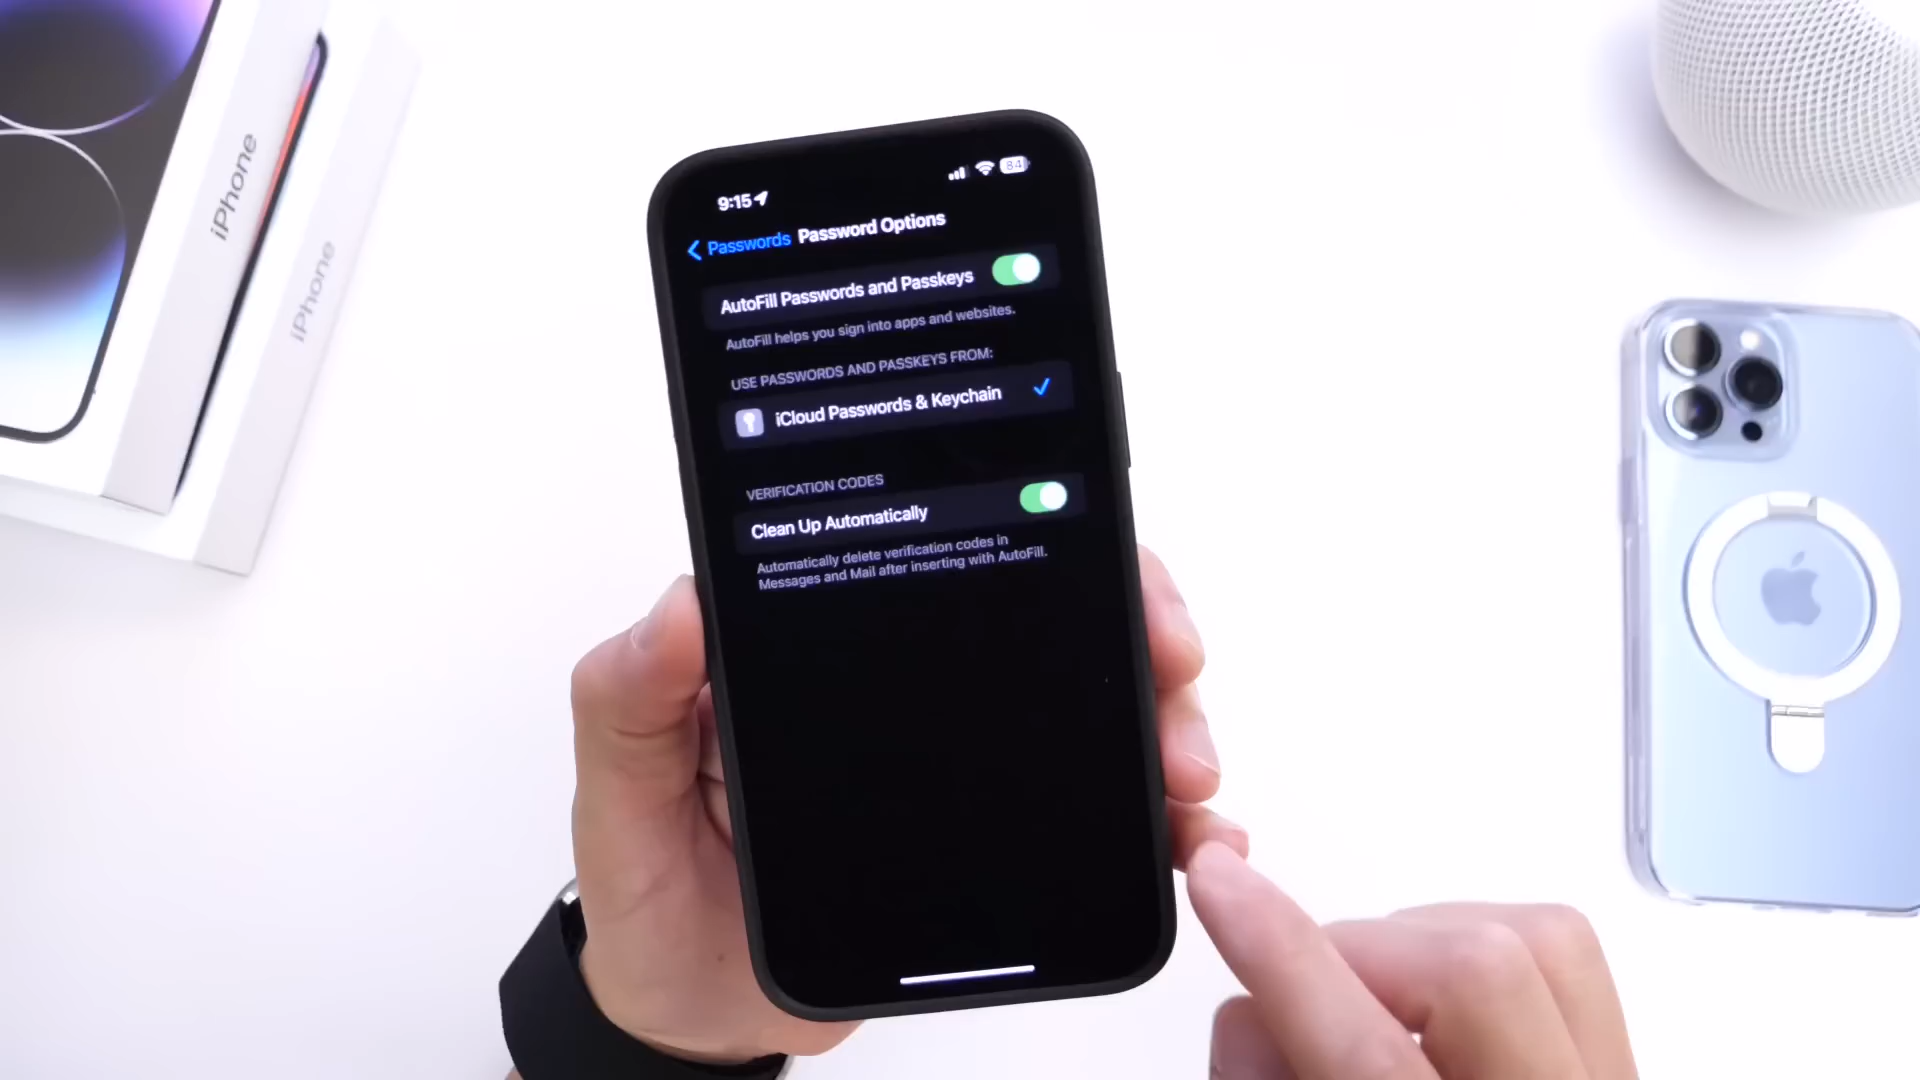 iPhone
iPhone
9:15
84
Passwords
Password Options
AutoFill Passwords and Passkeys
AutoFill helps you sign into apps and websites.
USE PASSWORDS AND PASSKEYS FROM:
iCloud Passwords & Keychain
VERIFICATION CODES
Clean Up Automatically
Automatically delete verification codes in
Messages and Mail after inserting with AutoFill.